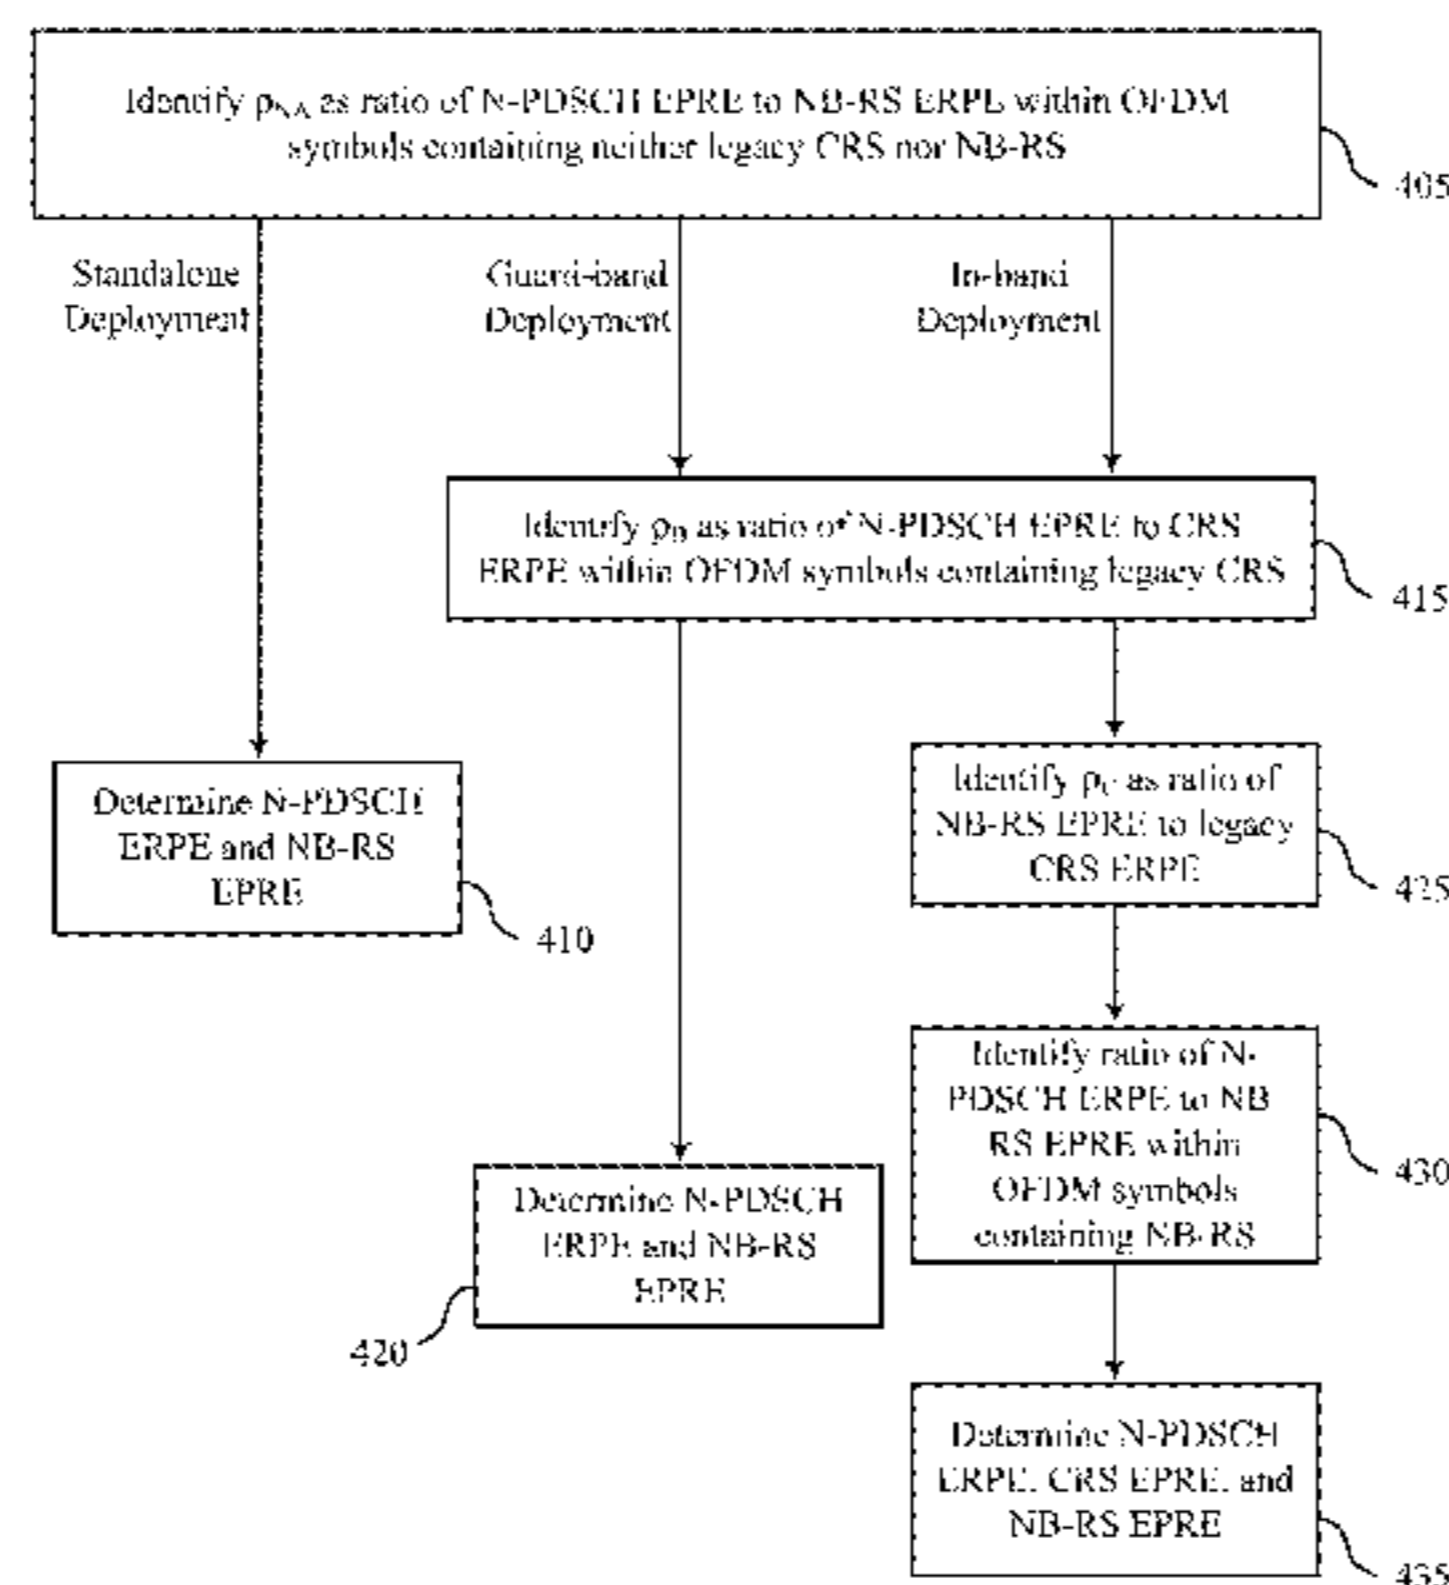 Identify ρNA as ratio of N-PDSCH EPRE to NB-RS ERPE within OFDM
symbols containing neither legacy CRS nor NB-RS
405
Standalone
Deployment
Guard-band
Deployment
In-band
Deployment
Identify ρB as ratio of N-PDSCH EPRE to CRS
ERPE within OFDM symbols containing legacy CRS
415
Determine N-PDSCH
ERPE and NB-RS
EPRE
410
Identify ρC as ratio of
NB-RS EPRE to legacy
CRS ERPE
425
Identify ratio of N-
PDSCH ERPE to NB
RS EPRE within
OFDM symbols
containing NB-RS
430
Determine N-PDSCH
ERPE and NB-RS
EPRE
420
Determine N-PDSCH
ERPE, CRS EPRE, and
NB-RS EPRE
435